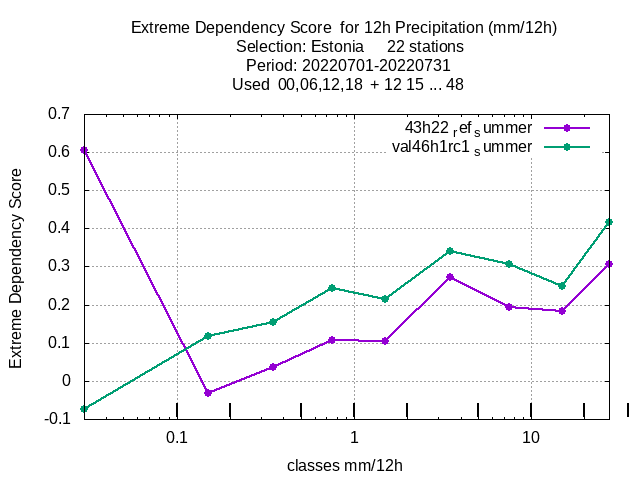 Extreme Dependency Score for 12h Precipitation (mm/12h)
Selection: Estonia 22 stations
Period: 20220701-20220731
Used 00,06,12,18 + 12 15 ... 48
43h22 ref summer
val46h1rc1 summer
Extreme Dependency Score
0.7
0.6
0.5
0.4
0.3
0.2
0.1
0
-0.1
0.1 1 10
classes mm/12h